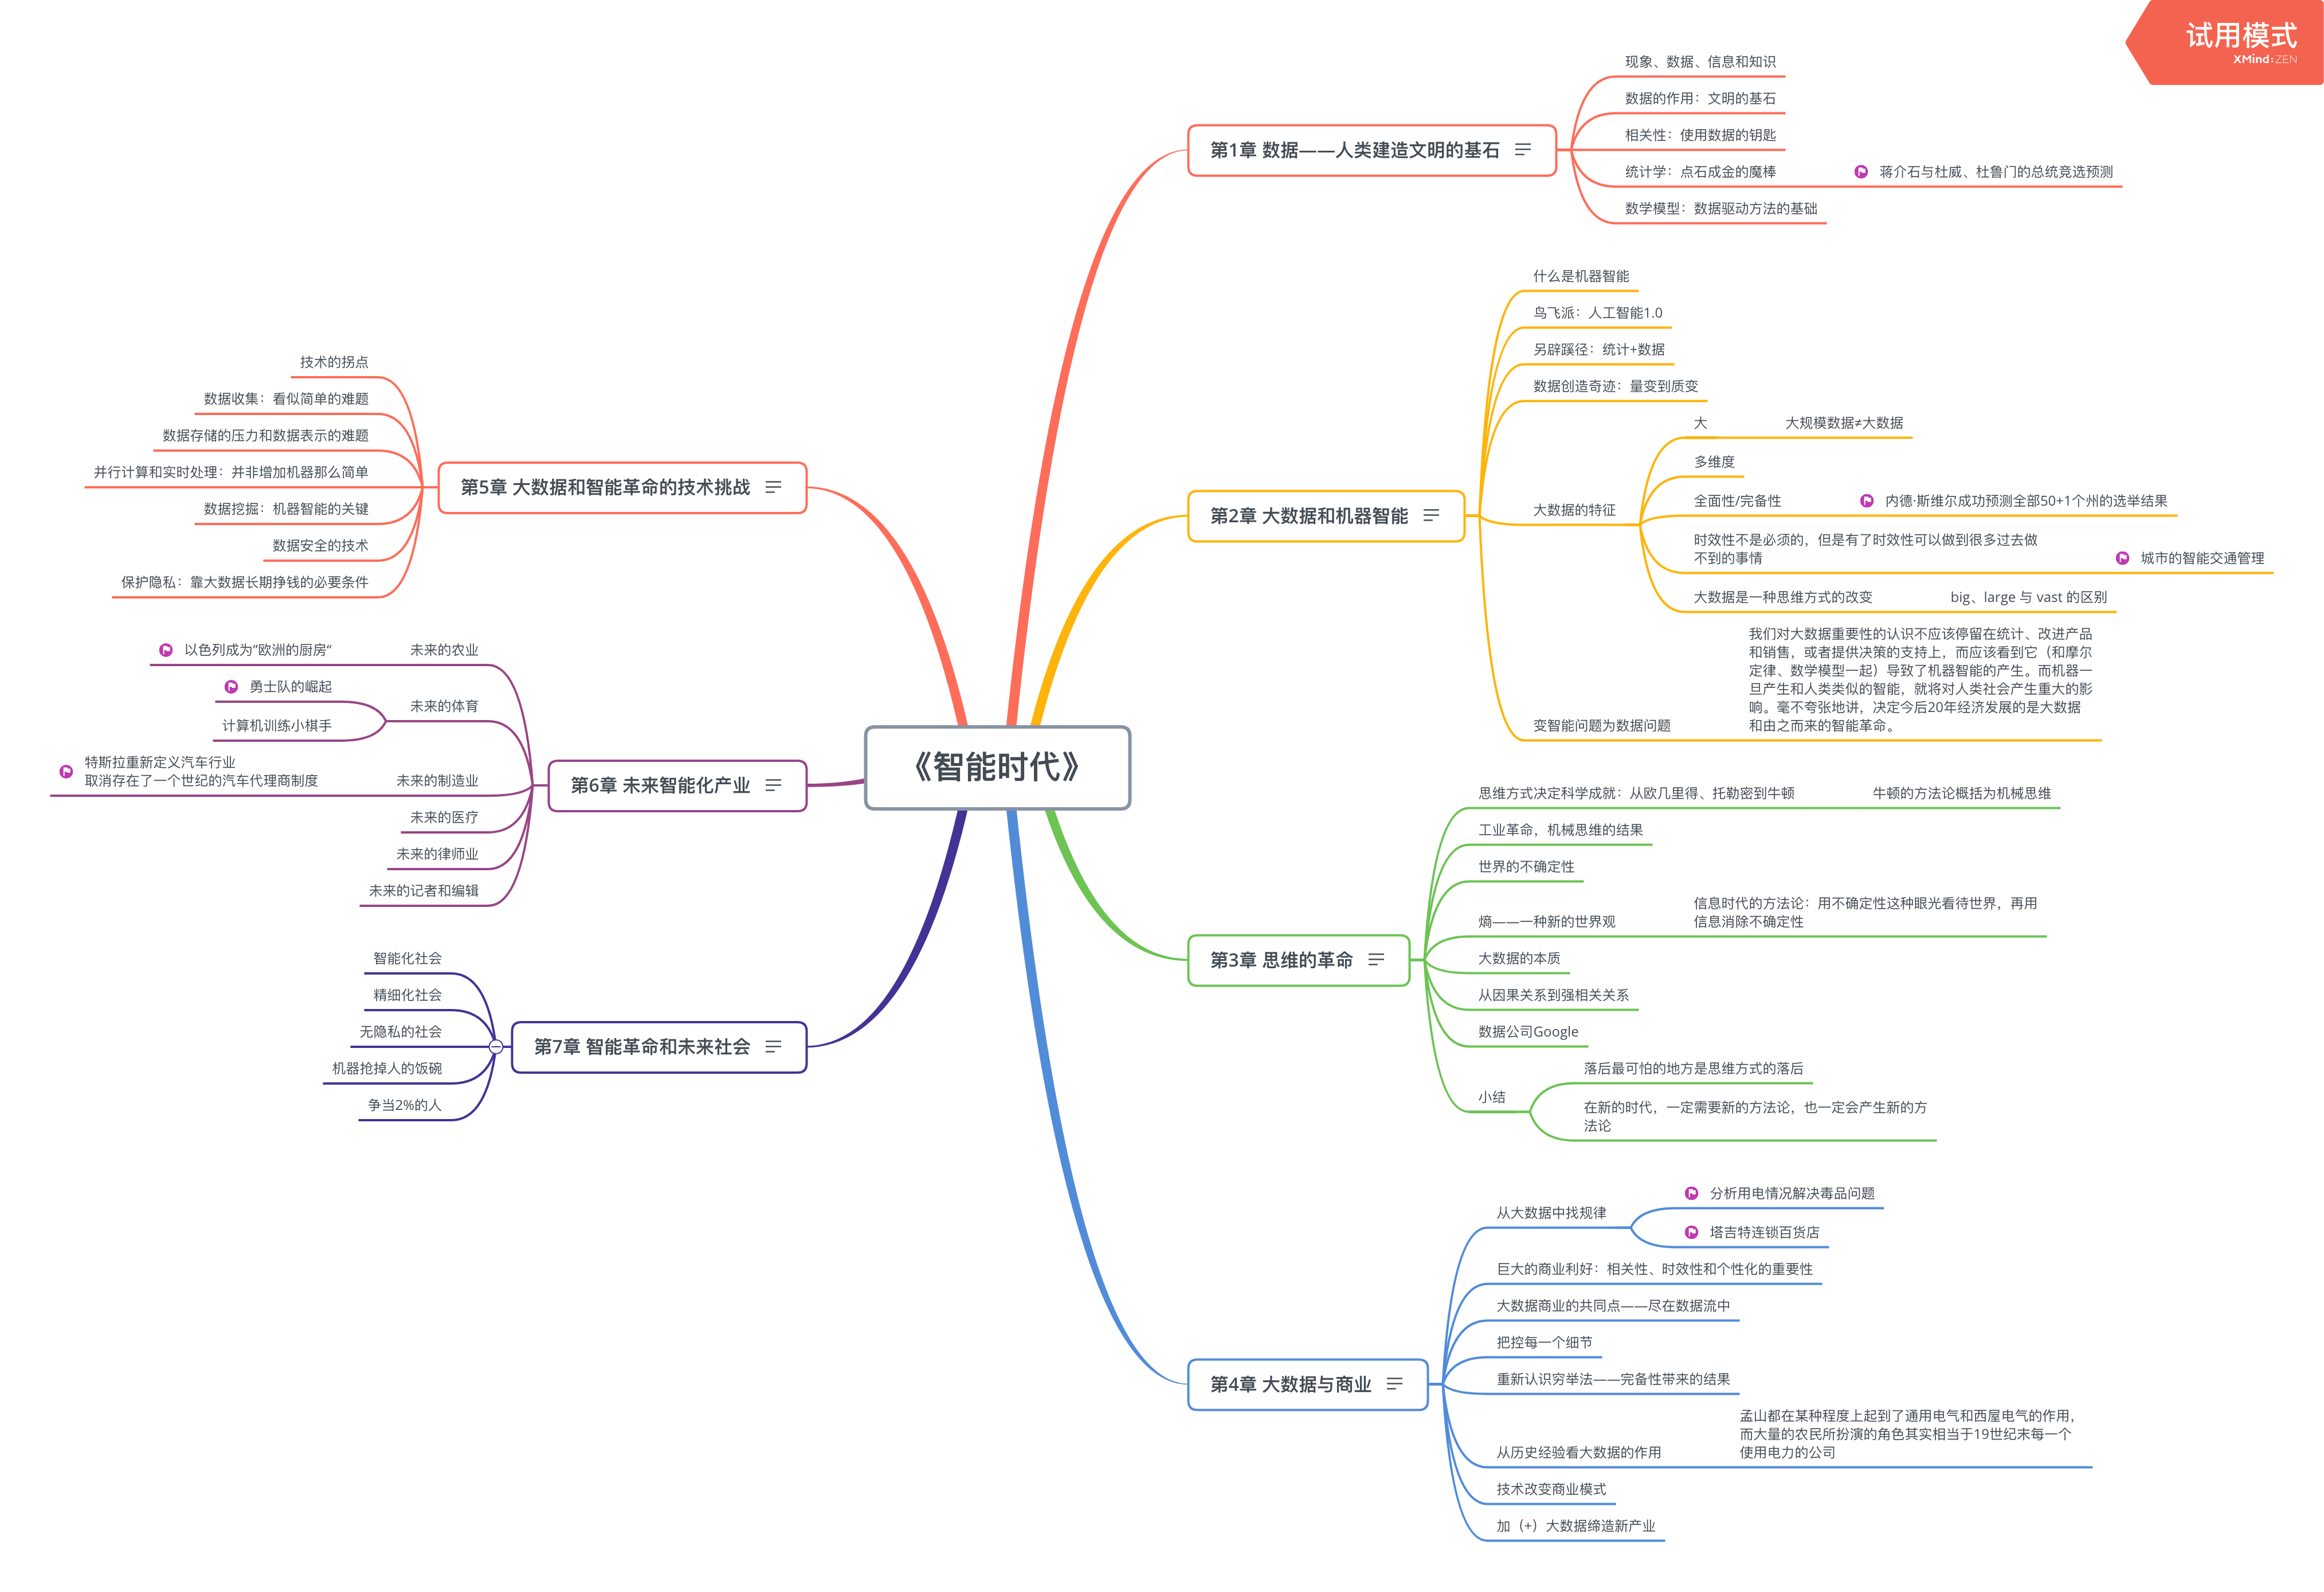 试用模式
XMind:ZEN
《智能时代》
第1章 数据——人类建造文明的基石
现象、数据、信息和知识
数据的作用：文明的基石
相关性：使用数据的钥匙
统计学：点石成金的魔棒
蒋介石与杜威、杜鲁门的总统竞选预测
数学模型：数据驱动方法的基础
第2章 大数据和机器智能
什么是机器智能
鸟飞派：人工智能1.0
另辟蹊径：统计+数据
数据创造奇迹：量变到质变
大数据的特征
大
大规模数据≠大数据
多维度
全面性/完备性
内德·斯维尔成功预测全部50+1个州的选举结果
时效性不是必须的，但是有了时效性可以做到很多过去做
不到的事情
城市的智能交通管理
大数据是一种思维方式的改变
big、large 与 vast 的区别
变智能问题为数据问题
我们对大数据重要性的认识不应该停留在统计、改进产品
和销售，或者提供决策的支持上，而应该看到它（和摩尔
定律、数学模型一起）导致了机器智能的产生。而机器一
旦产生和人类类似的智能，就将对人类社会产生重大的影
响。毫不夸张地讲，决定今后20年经济发展的是大数据
和由之而来的智能革命。
第3章 思维的革命
思维方式决定科学成就：从欧几里得、托勒密到牛顿
牛顿的方法论概括为机械思维
工业革命，机械思维的结果
世界的不确定性
熵——一种新的世界观
信息时代的方法论：用不确定性这种眼光看待世界，再用
信息消除不确定性
大数据的本质
从因果关系到强相关关系
数据公司Google
小结
落后最可怕的地方是思维方式的落后
在新的时代，一定需要新的方法论，也一定会产生新的方
法论
第4章 大数据与商业
从大数据中找规律
分析用电情况解决毒品问题
塔吉特连锁百货店
巨大的商业利好：相关性、时效性和个性化的重要性
大数据商业的共同点——尽在数据流中
把控每一个细节
重新认识穷举法——完备性带来的结果
从历史经验看大数据的作用
孟山都在某种程度上起到了通用电气和西屋电气的作用，
而大量的农民所扮演的角色其实相当于19世纪末每一个
使用电力的公司
技术改变商业模式
加（+）大数据缔造新产业
第5章 大数据和智能革命的技术挑战
技术的拐点
数据收集：看似简单的难题
数据存储的压力和数据表示的难题
并行计算和实时处理：并非增加机器那么简单
数据挖掘：机器智能的关键
数据安全的技术
保护隐私：靠大数据长期挣钱的必要条件
第6章 未来智能化产业
未来的农业
以色列成为"欧洲的厨房"
未来的体育
勇士队的崛起
计算机训练小棋手
未来的制造业
特斯拉重新定义汽车行业
取消存在了一个世纪的汽车代理商制度
未来的医疗
未来的律师业
未来的记者和编辑
第7章 智能革命和未来社会
智能化社会
精细化社会
无隐私的社会
机器抢掉人的饭碗
争当2%的人